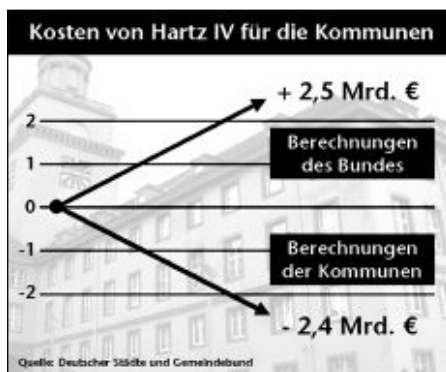 Kosten von Hartz IV für die Kommunen
+ 2,5 Mrd. €
2
Berechnungen
des Bundes
1
0
-1
Berechnungen
der Kommunen
-2
- 2,4 Mrd. €
Quelle: Deutscher Städte und Gemeindebund